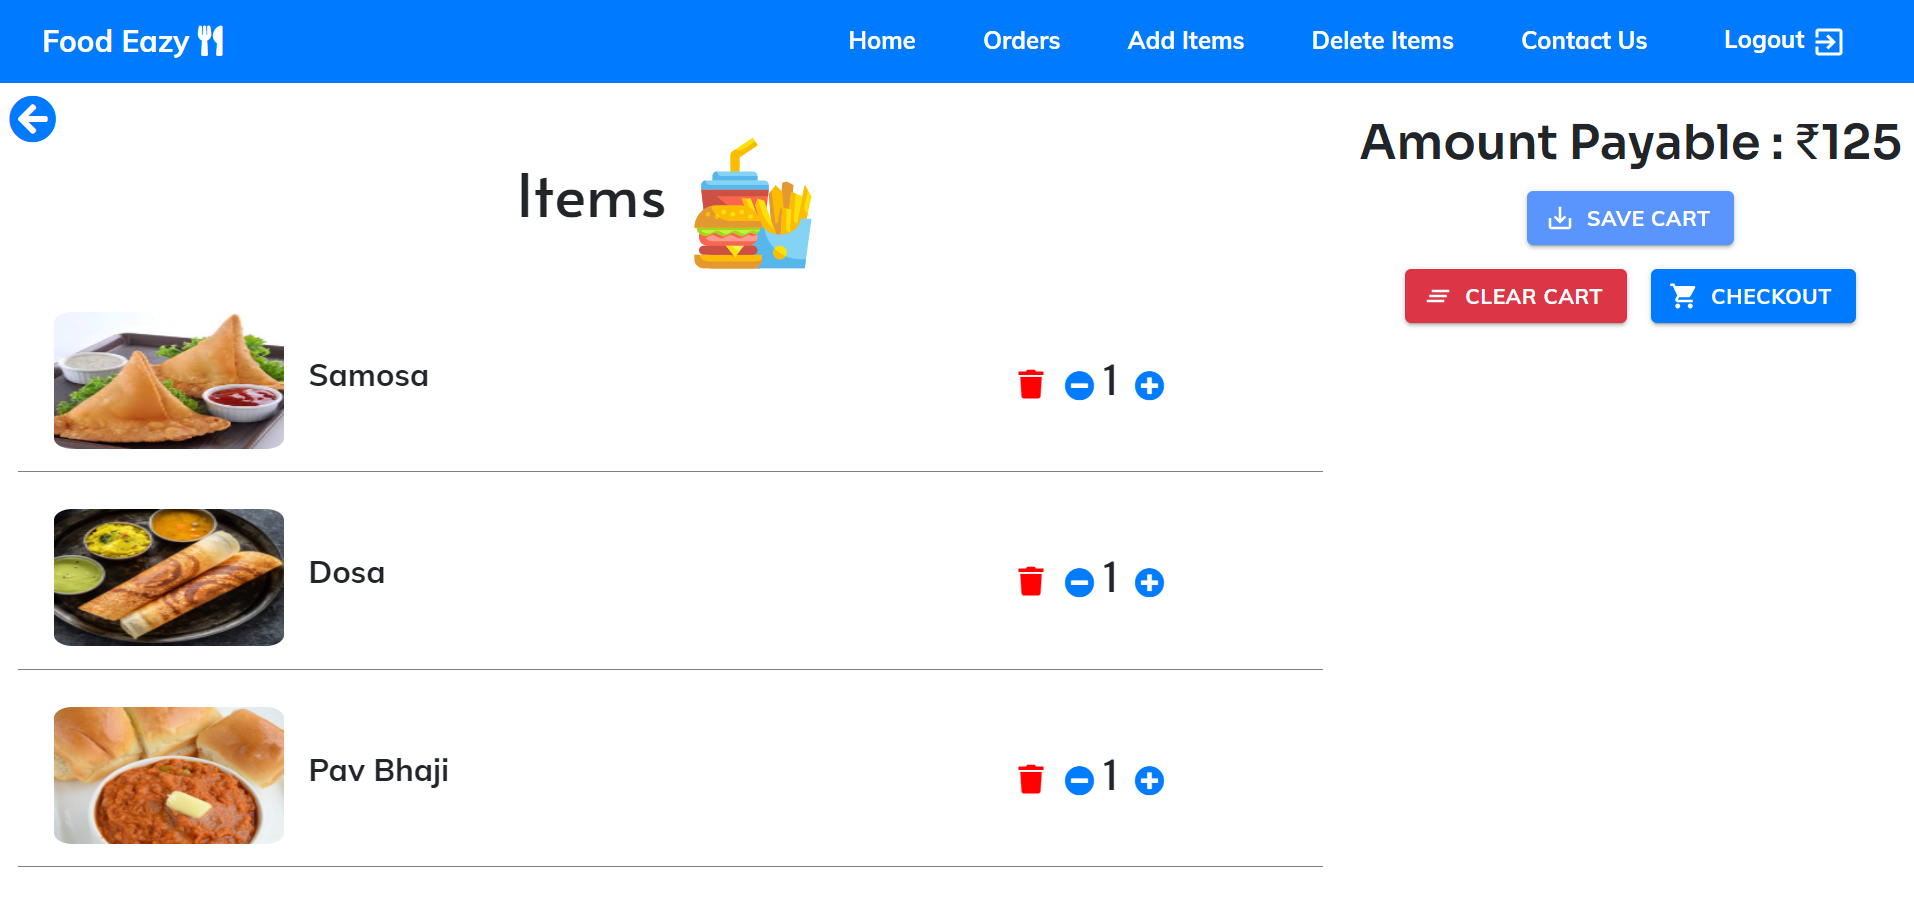 Food Eazy
Home Orders Add Items Delete Items Contact Us Logout
Items
Amount Payable : ₹125
SAVE CART
CLEAR CART CHECKOUT
Samosa 1
Dosa 1
Pav Bhaji 1